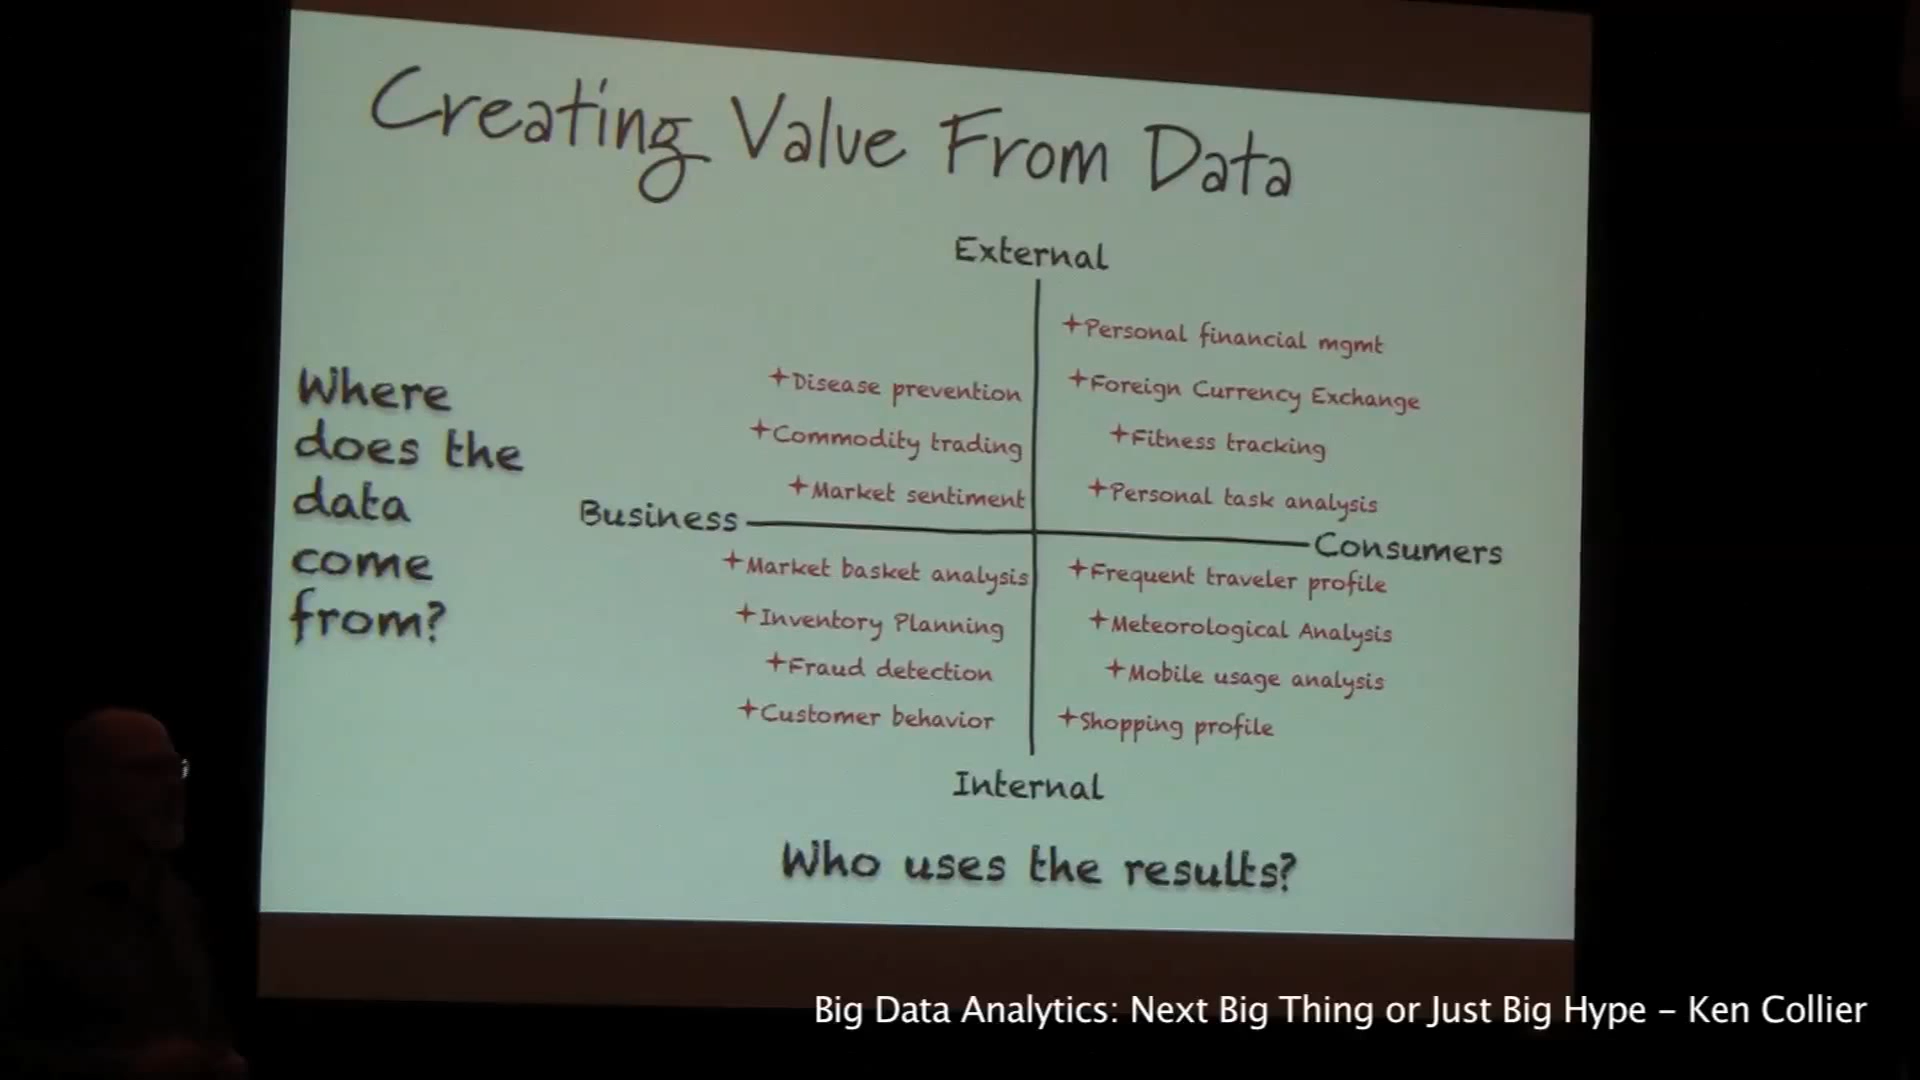 Creating Value From Data
External
Where
does the
data
come
from?
+Disease prevention
+Commodity trading
+Market sentiment
+Personal financial mgmt
+Foreign Currency Exchange
+Fitness tracking
+Personal task analysis
Business
Consumers
+Market basket analysis
+Inventory Planning
+Fraud detection
+Customer behavior
+Frequent traveler profile
+Meteorological Analysis
+Mobile usage analysis
+Shopping profile
Internal
Who uses the results?
Big Data Analytics: Next Big Thing or Just Big Hype – Ken Collier